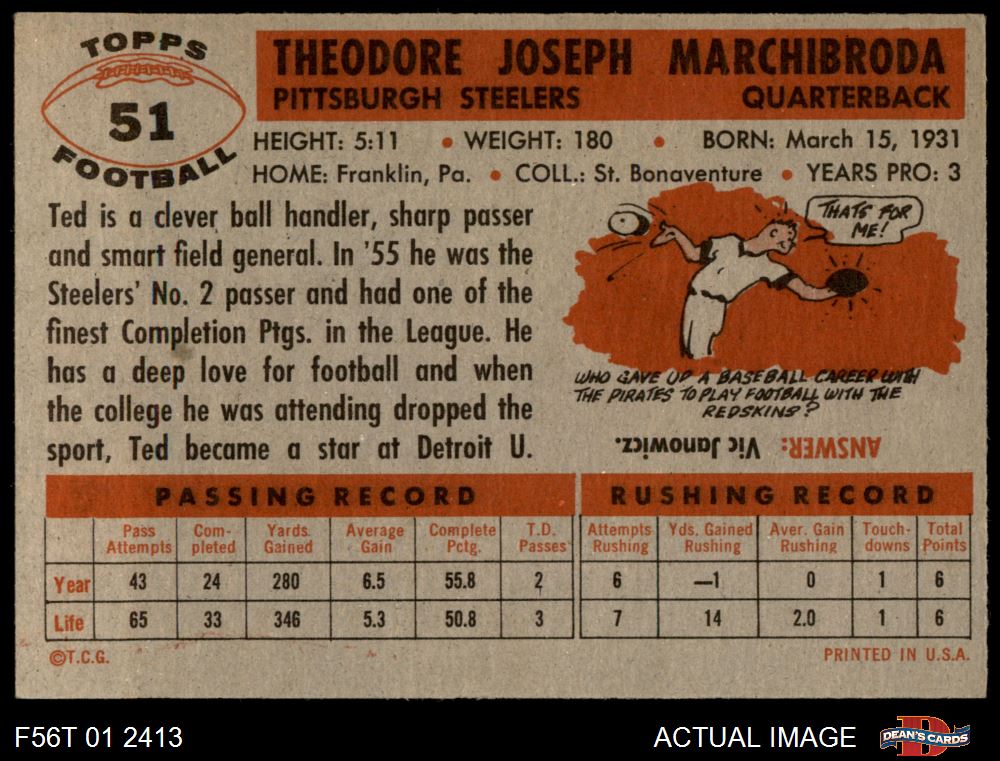 TOPPS
51
FOOTBALL
THEODORE JOSEPH MARCHIBRODA
PITTSBURGH STEELERS QUARTERBACK
HEIGHT: 5:11 • WEIGHT: 180 • BORN: March 15, 1931
HOME: Franklin, Pa. • COLL.: St. Bonaventure • YEARS PRO: 3
Ted is a clever ball handler, sharp passer
and smart field general. In '55 he was the
Steelers' No. 2 passer and had one of the
finest Completion Ptgs. in the League. He
has a deep love for football and when
the college he was attending dropped the
sport, Ted became a star at Detroit U.
THATS FOR
ME!
WHO GAVE UP A BASEBALL CAREER WITH
THE PIRATES TO PLAY FOOTBALL WITH THE
REDSKINS?
ANSWER: Vic Janowicz.
PASSING RECORD
Pass Attempts Com-pleted Yards Gained Average Gain Complete Pctg. T.D. Passes
Year 43 24 280 6.5 55.8 2
Life 65 33 346 5.3 50.8 3
RUSHING RECORD
Attempts Rushing Yds. Gained Rushing Aver. Gain Rushing Touch-downs Total Points
6 —1 0 1 6
7 14 2.0 1 6
©T.C.G. PRINTED IN U.S.A.
F56T 01 2413 ACTUAL IMAGE DEAN'S CARDS